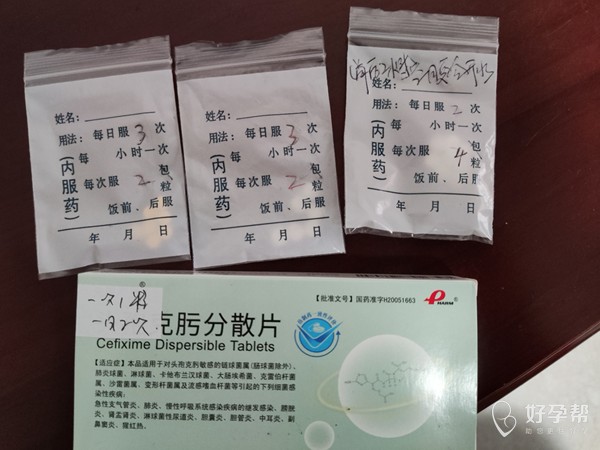 姓名:
用法: 每日服 3 次
每 小时一次
(内服药)
每次服 2 包、粒
饭前、后服
年 月 日
姓名:
用法: 每日服 3 次
每 小时一次
(内服药)
每次服 2 包、粒
饭前、后服
年 月 日
姓名:
用法: 每日服 2 次
每 小时一次
(内服药)
每次服 4 包、粒
饭前、后服
年 月 日
一次1粒
一日2次
【批准文号】国药准字H20051663
PHARM
克肟分散片
Cefixime Dispersible Tablets
【适应症】本品适用于对头孢克肟敏感的链球菌属(肠球菌除外)、
肺炎球菌、淋球菌、卡他布兰汉球菌、大肠埃希菌、克雷伯杆菌
属、沙雷菌属、变形杆菌属及流感嗜血杆菌等引起的下列细菌感
染性疾病:
急性支气管炎、肺炎、慢性呼吸系统感染疾病的继发感染、膀胱
炎、肾盂肾炎、淋球菌性尿道炎、胆囊炎、胆管炎、中耳炎、副
鼻窦炎、猩红热。
好孕帮